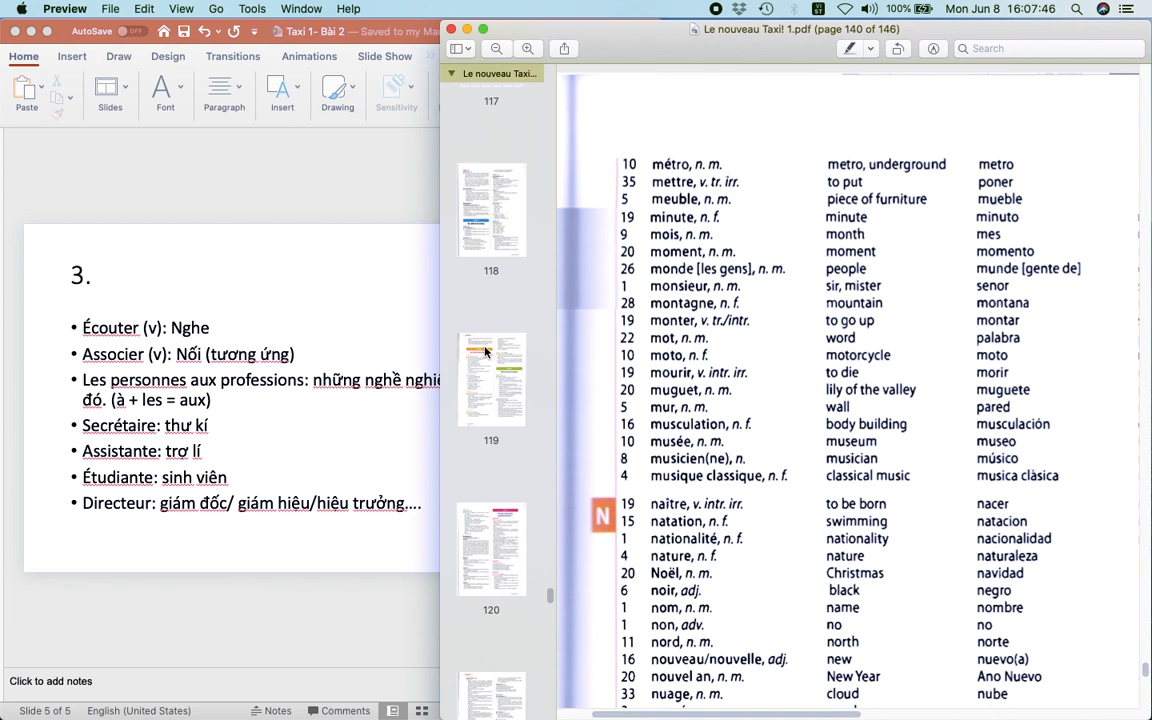 Preview File Edit View Go Tools Window Help
VI
ST
100% Mon Jun 8 16:07:46
AutoSave OFF
Taxi 1- Bài 2 — Saved to my Ma
Home Insert Draw Design Transitions Animations Slide Show
Paste
Slides
Font
Paragraph
Insert
Drawing
Sensitivity
3.
• Écouter (v): Nghe
• Associer (v): Nối (tương ứng)
• Les personnes aux professions: những nghề nghi
đó. (à + les = aux)
• Secrétaire: thư kí
• Assistante: trợ lí
• Étudiante: sinh viên
• Directeur: giám đốc/ giám hiêu/hiệu trưởng....
Click to add notes
Slide 5 of 5 English (United States) Notes Comments
Le nouveau Taxi! 1.pdf (page 140 of 146)
Search
Le nouveau Taxi...
117
118
119
120
10 métro, n. m. metro, underground metro
35 mettre, v. tr. irr. to put poner
5 meuble, n. m. piece of furniture mueble
19 minute, n. f. minute minuto
9 mois, n. m. month mes
20 moment, n. m. moment momento
26 monde [les gens], n. m. people munde [gente de]
1 monsieur, n. m. sir, mister senor
28 montagne, n. f. mountain montana
19 monter, v. tr./intr. to go up montar
22 mot, n. m. word palabra
10 moto, n. f. motorcycle moto
19 mourir, v. intr. irr. to die morir
20 muguet, n. m. lily of the valley muguete
5 mur, n. m. wall pared
16 musculation, n. f. body building musculación
10 musée, n. m. museum museo
8 musicien(ne), n. musician músico
4 musique classique, n. f. classical music musica clàsica
N
19 naître, v. intr. irr. to be born nacer
15 natation, n. f. swimming natacion
1 nationalité, n. f. nationality nacionalidad
4 nature, n. f. nature naturaleza
20 Noël, n. m. Christmas navidad
6 noir, adj. black negro
1 nom, n. m. name nombre
1 non, adv. no no
11 nord, n. m. north norte
16 nouveau/nouvelle, adj. new nuevo(a)
20 nouvel an, n. m. New Year Ano Nuevo
33 nuage, n. m. cloud nube